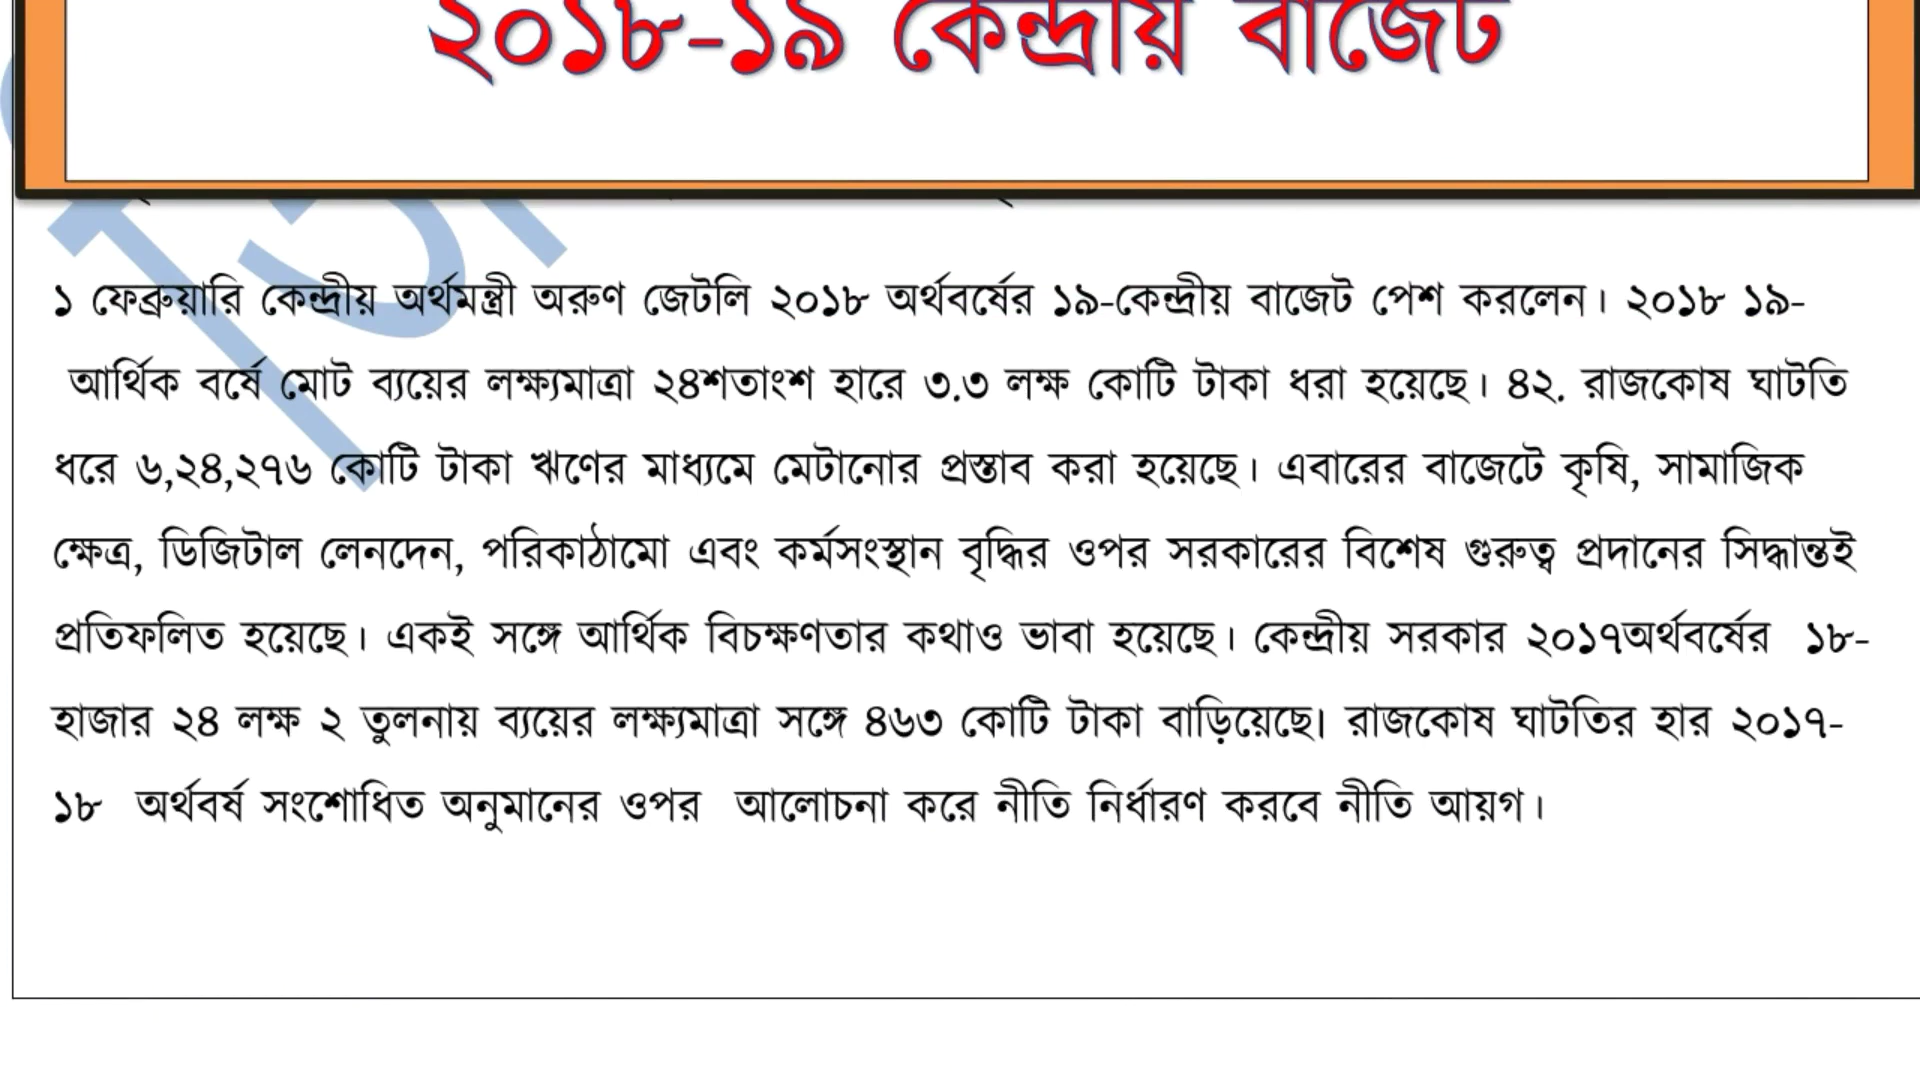 ২০১৮-১৯ কেন্দ্রীয় বাজেট
১ ফেব্রুয়ারি কেন্দ্রীয় অর্থমন্ত্রী অরুণ জেটলি ২০১৮ অর্থবর্ষের ১৯-কেন্দ্রীয় বাজেট পেশ করলেন। ২০১৮ ১৯-
আর্থিক বর্ষে মোট ব্যয়ের লক্ষ্যমাত্রা ২৪শতাংশ হারে ৩.৩ লক্ষ কোটি টাকা ধরা হয়েছে। ৪২. রাজকোষ ঘাটতি
ধরে ৬,২৪,২৭৬ কোটি টাকা ঋণের মাধ্যমে মেটানোর প্রস্তাব করা হয়েছে। এবারের বাজেটে কৃষি, সামাজিক
ক্ষেত্র, ডিজিটাল লেনদেন, পরিকাঠামো এবং কর্মসংস্থান বৃদ্ধির ওপর সরকারের বিশেষ গুরুত্ব প্রদানের সিদ্ধান্তই
প্রতিফলিত হয়েছে। একই সঙ্গে আর্থিক বিচক্ষণতার কথাও ভাবা হয়েছে। কেন্দ্রীয় সরকার ২০১৭অর্থবর্ষের ১৮-
হাজার ২৪ লক্ষ ২ তুলনায় ব্যয়ের লক্ষ্যমাত্রা সঙ্গে ৪৬৩ কোটি টাকা বাড়িয়েছে। রাজকোষ ঘাটতির হার ২০১৭-
১৮ অর্থবর্ষ সংশোধিত অনুমানের ওপর আলোচনা করে নীতি নির্ধারণ করবে নীতি আয়গ।